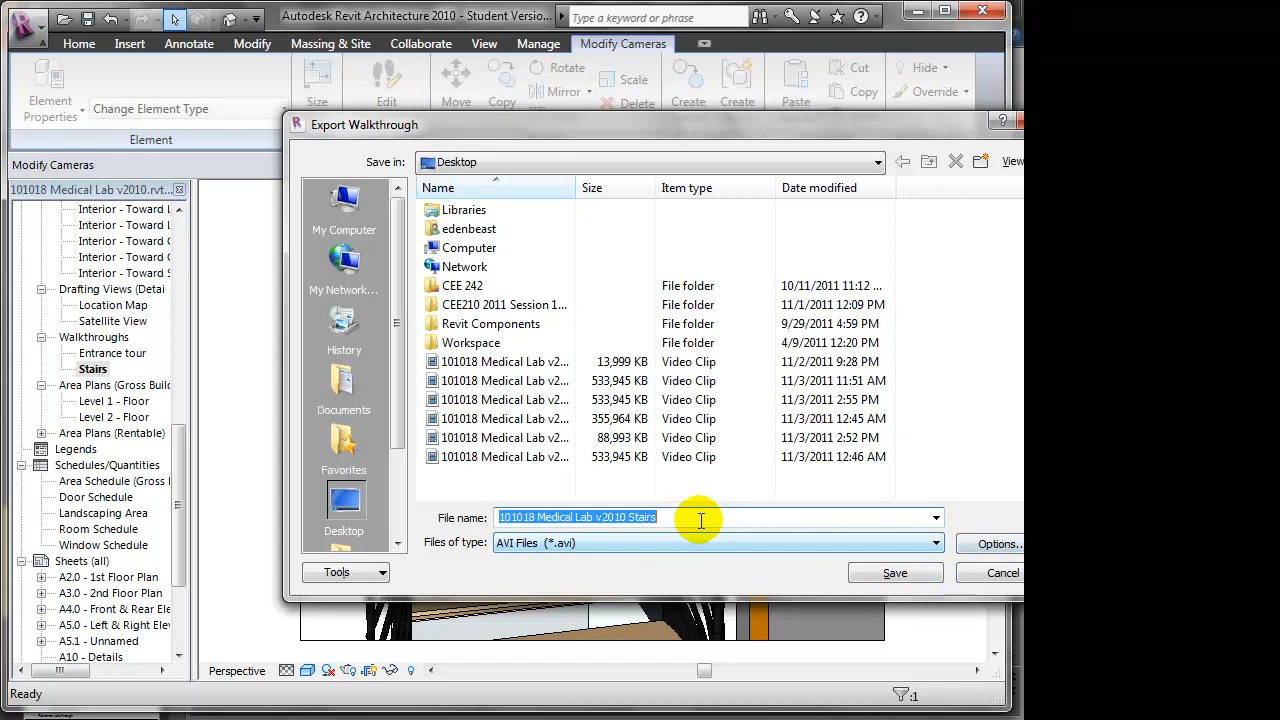 Autodesk Revit Architecture 2010 - Student Versio...
Type a keyword or phrase
Home Insert Annotate Modify Massing & Site Collaborate View Manage Modify Cameras
Element
Properties
Change Element Type
Size
Edit
Move
Copy
Rotate
Mirror
Scale
Delete
Create
Create
Paste
Cut
Copy
Hide
Override
Element
Modify Cameras
101018 Medical Lab v2010.rvt...
Interior - Toward L
Interior - Toward L
Interior - Toward C
Interior - Toward C
Interior - Toward S
Drafting Views (Detai
Location Map
Satellite View
Walkthroughs
Entrance tour
Stairs
Area Plans (Gross Buil
Level 1 - Floor
Level 2 - Floor
Area Plans (Rentable)
Legends
Schedules/Quantities
Area Schedule (Gross
Door Schedule
Landscaping Area
Room Schedule
Window Schedule
Sheets (all)
A2.0 - 1st Floor Plan
A3.0 - 2nd Floor Plan
A4.0 - Front & Rear Ele
A5.0 - Left & Right Ele
A5.1 - Unnamed
A10 - Details
Export Walkthrough
Save in: Desktop View
My Computer
My Network...
History
Documents
Favorites
Desktop
Name Size Item type Date modified
Libraries
edenbeast
Computer
Network
CEE 242 File folder 10/11/2011 11:12 ...
CEE210 2011 Session 1... File folder 11/1/2011 12:09 PM
Revit Components File folder 9/29/2011 4:59 PM
Workspace File folder 4/9/2011 12:20 PM
101018 Medical Lab v2... 13,999 KB Video Clip 11/2/2011 9:28 PM
101018 Medical Lab v2... 533,945 KB Video Clip 11/3/2011 11:51 AM
101018 Medical Lab v2... 533,945 KB Video Clip 11/3/2011 2:55 PM
101018 Medical Lab v2... 355,964 KB Video Clip 11/3/2011 12:45 AM
101018 Medical Lab v2... 88,993 KB Video Clip 11/3/2011 2:52 PM
101018 Medical Lab v2... 533,945 KB Video Clip 11/3/2011 12:46 AM
File name: 101018 Medical Lab v2010 Stairs
Files of type: AVI Files (*.avi) Options..
Tools Save Cancel
Perspective
Ready :1